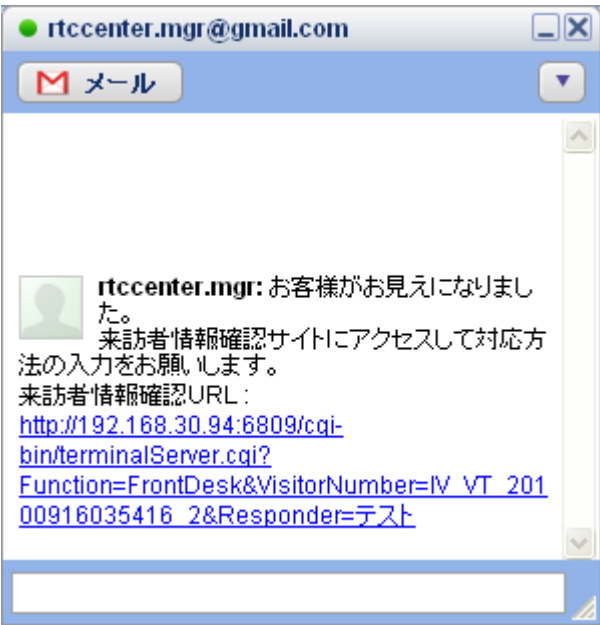 rtccenter.mgr@gmail.com
メール
rtccenter.mgr: お客様がお見えになりまし
た。
来訪者情報確認サイトにアクセスして対応方
法の入力をお願いします。
来訪者情報確認URL:
http://192.168.30.94:6809/cgi-
bin/terminalServer.cgi?
Function=FrontDesk&VisitorNumber=IV_VT_201
00916035416_2&Responder=テスト